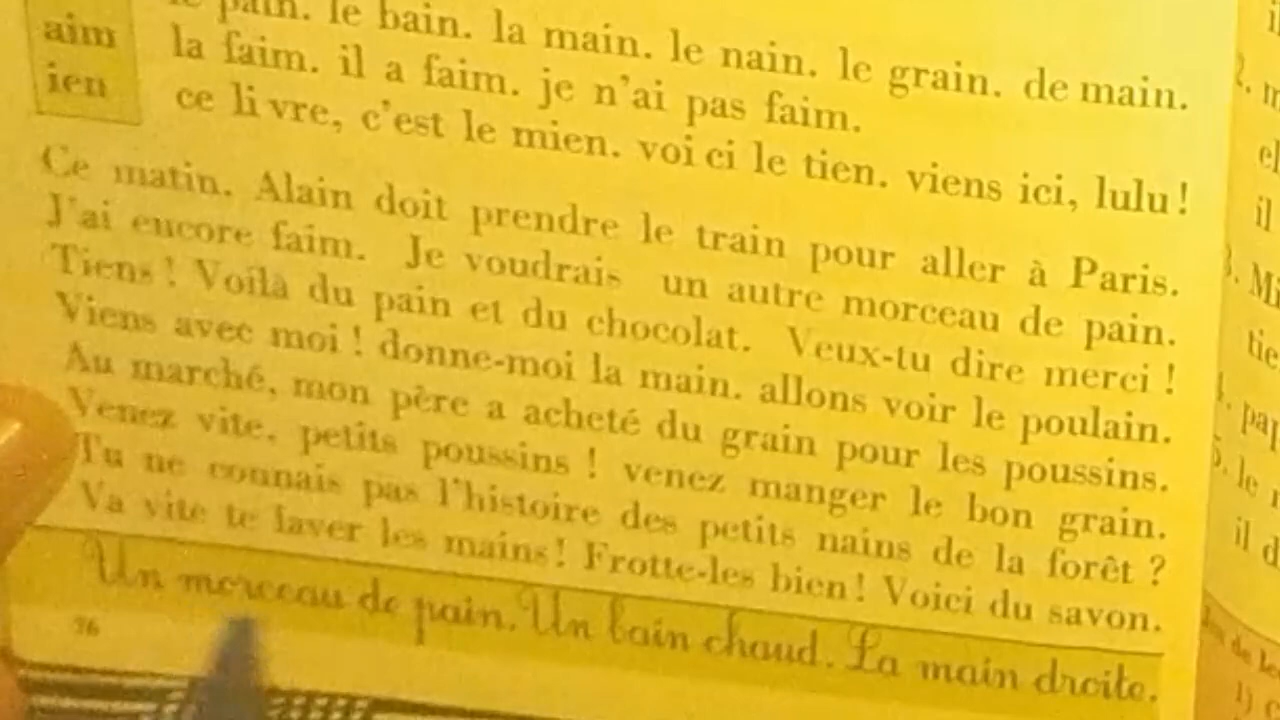 aim
ien
le pain. le bain. la main. le nain. le grain. de main.
la faim. il a faim. je n'ai pas faim.
ce li vre, c'est le mien. voi ci le tien. viens ici, lulu !
Ce matin. Alain doit prendre le train pour aller à Paris.
J'ai encore faim. Je voudrais un autre morceau de pain.
Tiens ! Voilà du pain et du chocolat. Veux-tu dire merci !
Viens avec moi ! donne-moi la main. allons voir le poulain.
Au marché, mon père a acheté du grain pour les poussins.
Venez vite. petits poussins ! venez manger le bon grain.
Tu ne connais pas l'histoire des petits nains de la forêt ?
Va vite te laver les mains ! Frotte-les bien ! Voici du savon.
Un morceau de pain. Un bain chaud. La main droite.
36